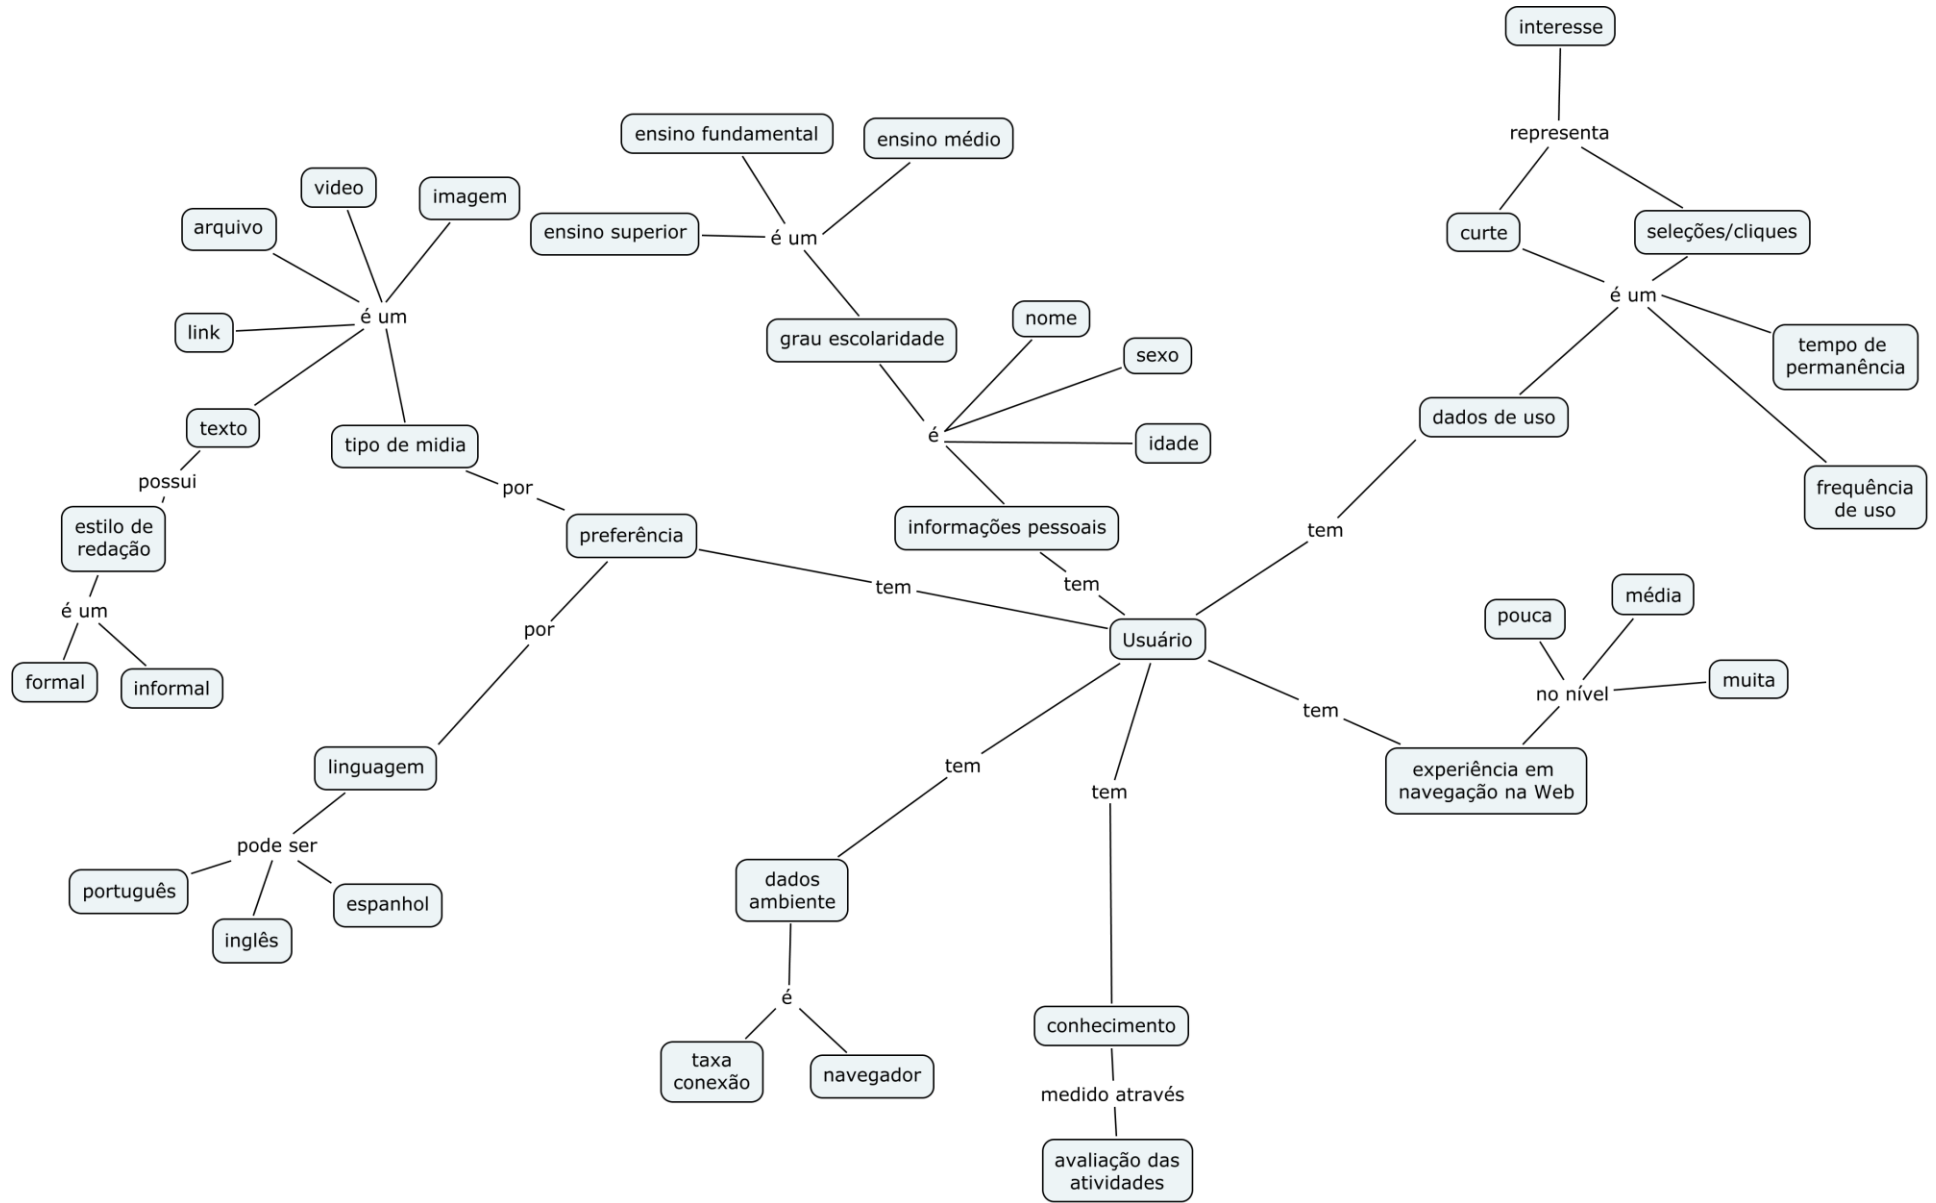 interesse
representa
curte
seleções/cliques
é um
tempo de
permanência
dados de uso
frequência
de uso
tem
ensino fundamental
ensino médio
ensino superior
é um
grau escolaridade
nome
sexo
idade
é
informações pessoais
tem
video
imagem
arquivo
link
é um
texto
tipo de midia
possui
estilo de
redação
é um
formal
informal
por
preferência
tem
por
linguagem
pode ser
português
inglês
espanhol
Usuário
pouca
média
muita
no nível
tem
experiência em
navegação na Web
tem
dados
ambiente
é
taxa
conexão
navegador
tem
conhecimento
medido através
avaliação das
atividades